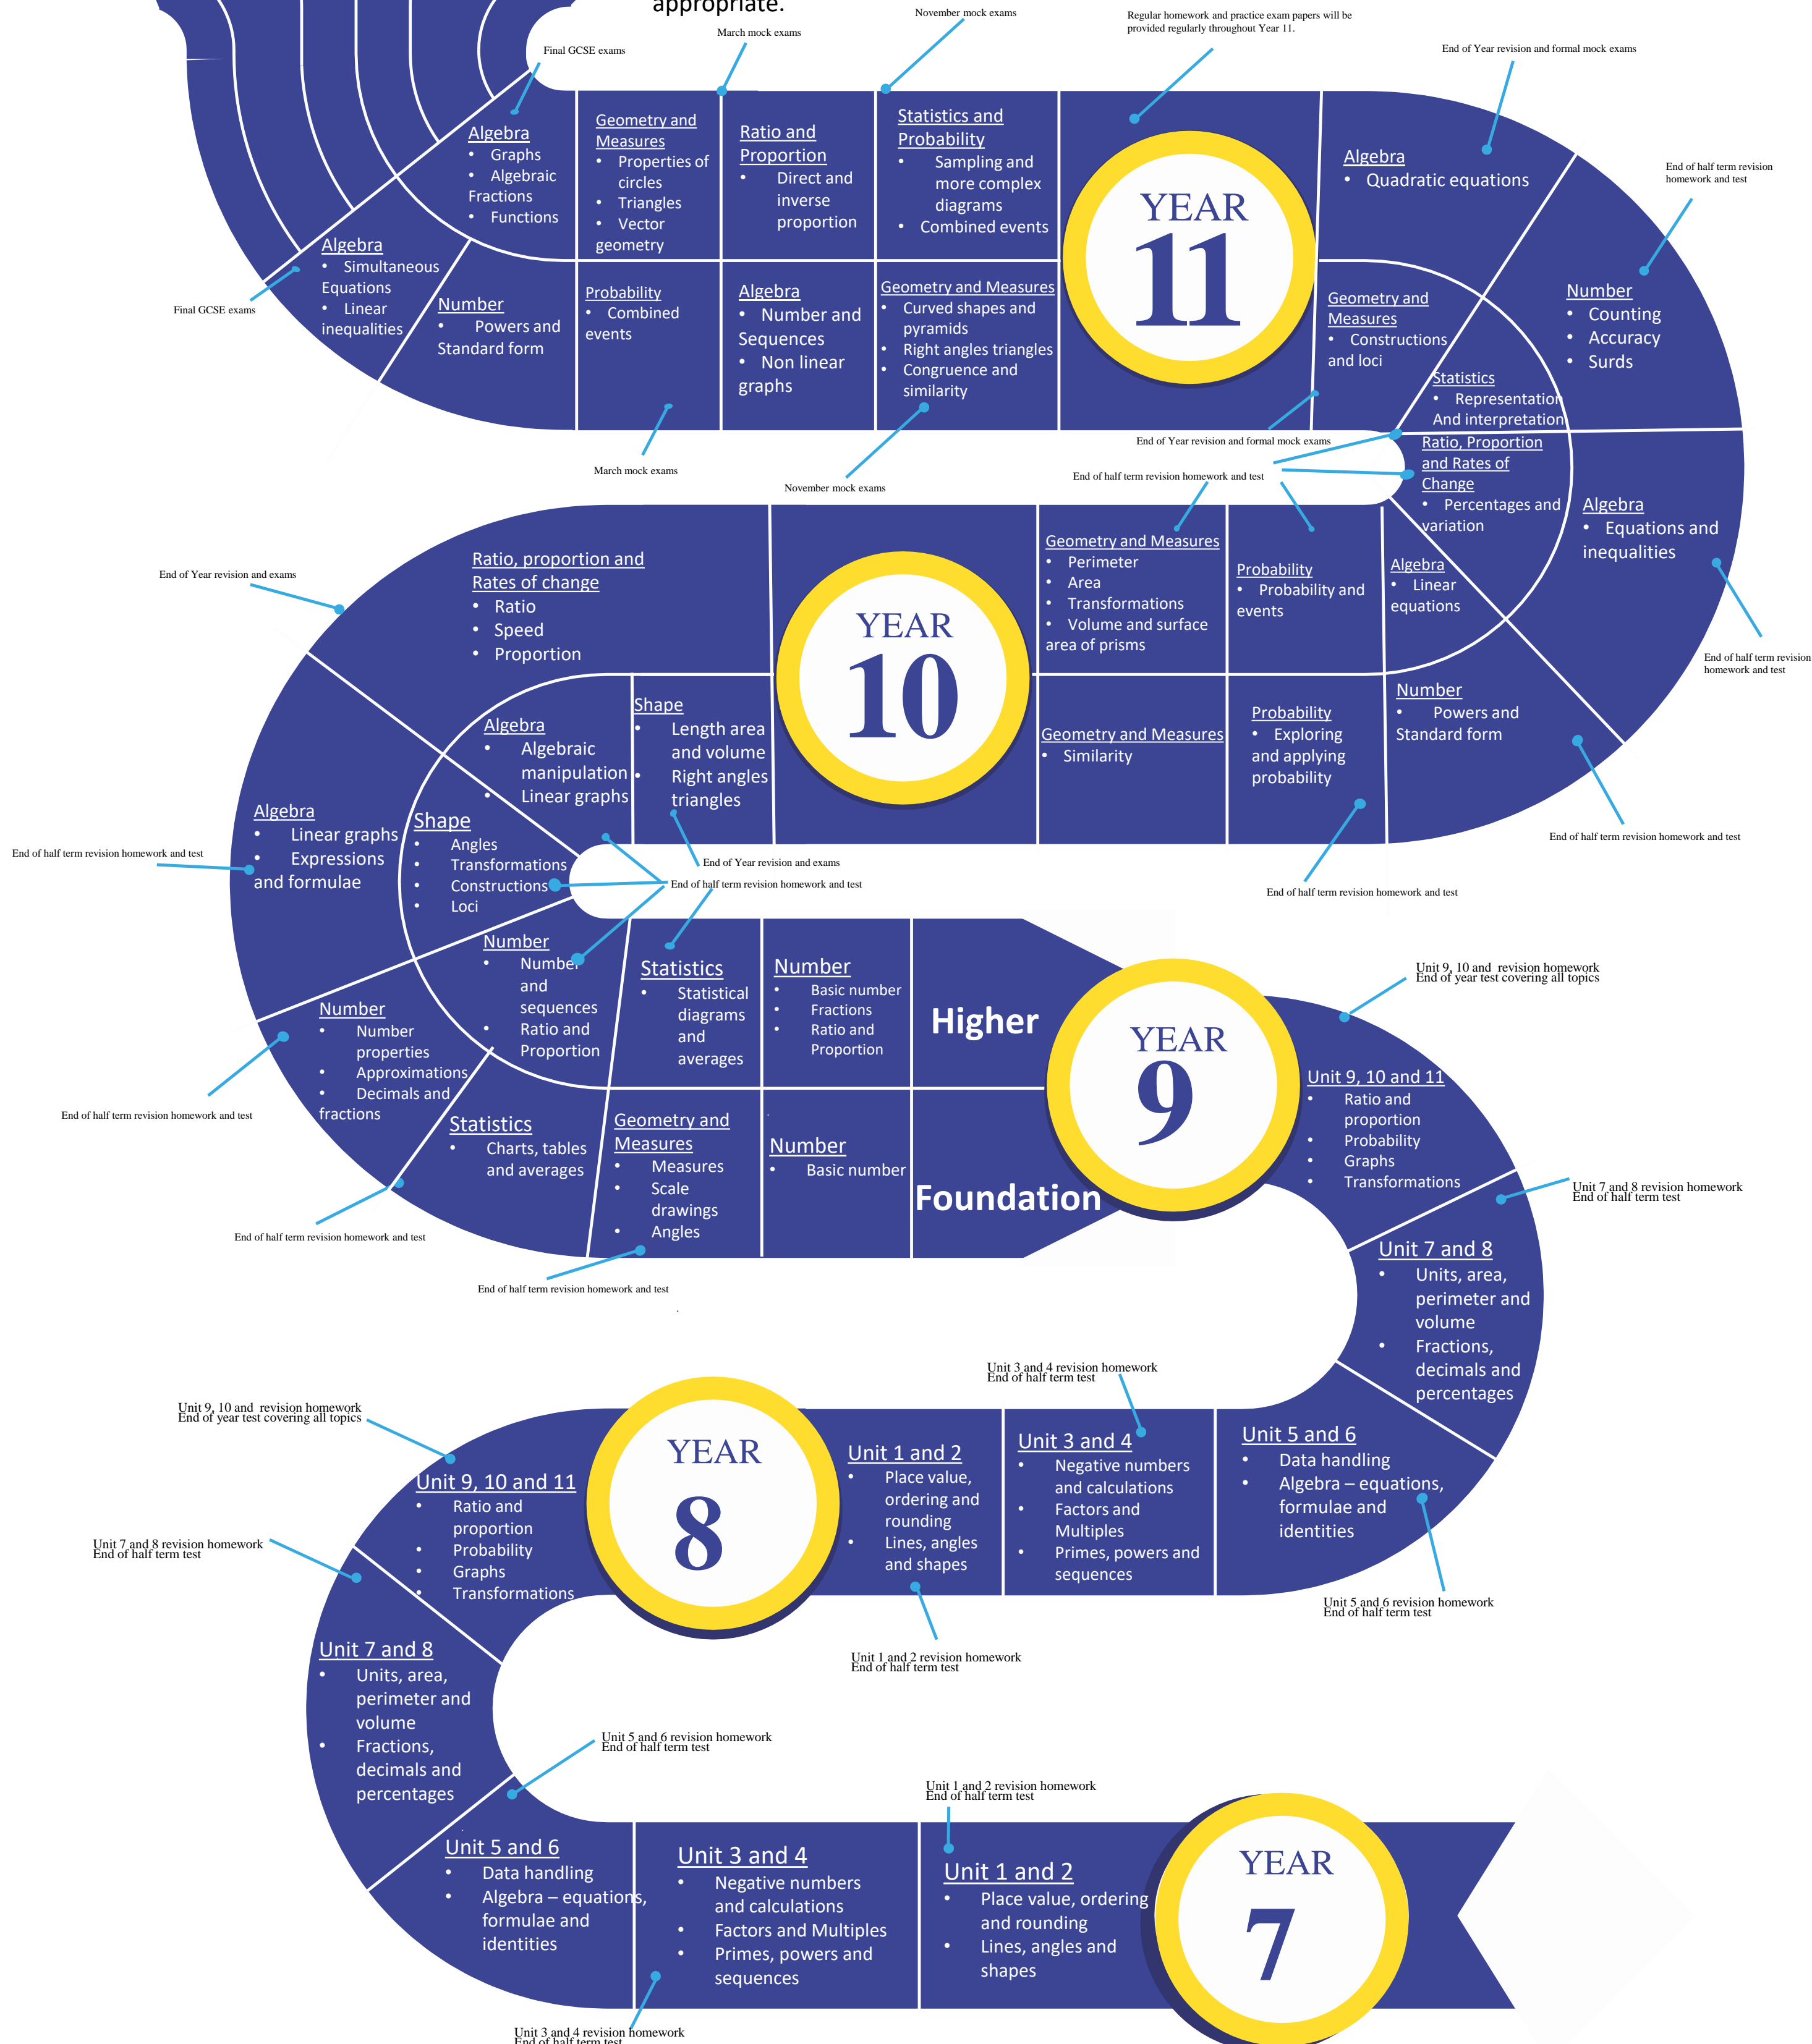 appropriate.
November mock exams
Regular homework and practice exam papers will be
provided regularly throughout Year 11.
March mock exams
Final GCSE exams
End of Year revision and formal mock exams
Algebra
• Graphs
• Algebraic
Fractions
• Functions
Geometry and
Measures
• Properties of
circles
• Triangles
• Vector
geometry
Ratio and
Proportion
• Direct and
inverse
proportion
Statistics and
Probability
• Sampling and
more complex
diagrams
• Combined events
YEAR
11
Algebra
• Quadratic equations
End of half term revision
homework and test
Number
• Counting
• Accuracy
• Surds
Algebra
• Simultaneous
Equations
• Linear
inequalities
Final GCSE exams
Number
• Powers and
Standard form
Probability
• Combined
events
Algebra
• Number and
Sequences
• Non linear
graphs
Geometry and Measures
• Curved shapes and
pyramids
• Right angles triangles
• Congruence and
similarity
Geometry and
Measures
• Constructions
and loci
Statistics
• Representation
And interpretation
Ratio, Proportion
and Rates of
Change
• Percentages and
variation
Algebra
• Equations and
inequalities
End of Year revision and formal mock exams
March mock exams
November mock exams
End of half term revision homework and test
End of half term revision
homework and test
End of Year revision and exams
Ratio, proportion and
Rates of change
• Ratio
• Speed
• Proportion
YEAR
10
Geometry and Measures
• Perimeter
• Area
• Transformations
• Volume and surface
area of prisms
Probability
• Probability and
events
Algebra
• Linear
equations
Algebra
• Algebraic
manipulation
• Linear graphs
Shape
• Length area
and volume
• Right angles
triangles
Geometry and Measures
• Similarity
Probability
• Exploring
and applying
probability
Number
• Powers and
Standard form
End of half term revision homework and test
End of half term revision homework and test
Algebra
• Linear graphs
• Expressions
and formulae
Shape
• Angles
• Transformations
• Constructions
• Loci
End of half term revision homework and test
End of Year revision and exams
End of half term revision homework and test
Number
• Number
and
sequences
• Ratio and
Proportion
Statistics
• Statistical
diagrams
and
averages
Number
• Basic number
• Fractions
• Ratio and
Proportion
Higher
YEAR
9
Unit 9, 10 and  revision homework
End of year test covering all topics
Number
• Number
properties
• Approximations
• Decimals and
fractions
End of half term revision homework and test
Statistics
• Charts, tables
and averages
Geometry and
Measures
• Measures
• Scale
drawings
• Angles
Number
• Basic number
Foundation
End of half term revision homework and test
End of half term revision homework and test
Unit 9, 10 and 11
• Ratio and
proportion
• Probability
• Graphs
• Transformations
Unit 7 and 8 revision homework
End of half term test
Unit 7 and 8
• Units, area,
perimeter and
volume
• Fractions,
decimals and
percentages
Unit 3 and 4 revision homework
End of half term test
Unit 9, 10 and  revision homework
End of year test covering all topics
YEAR
8
Unit 1 and 2
• Place value,
ordering and
rounding
• Lines, angles
and shapes
Unit 3 and 4
• Negative numbers
and calculations
• Factors and
Multiples
• Primes, powers and
sequences
Unit 5 and 6
• Data handling
• Algebra – equations,
formulae and
identities
Unit 9, 10 and 11
• Ratio and
proportion
• Probability
• Graphs
• Transformations
Unit 7 and 8 revision homework
End of half term test
Unit 5 and 6 revision homework
End of half term test
Unit 1 and 2 revision homework
End of half term test
Unit 7 and 8
• Units, area,
perimeter and
volume
• Fractions,
decimals and
percentages
Unit 5 and 6 revision homework
End of half term test
Unit 1 and 2 revision homework
End of half term test
Unit 5 and 6
• Data handling
• Algebra – equations,
formulae and
identities
Unit 3 and 4
• Negative numbers
and calculations
• Factors and Multiples
• Primes, powers and
sequences
Unit 1 and 2
• Place value, ordering
and rounding
• Lines, angles and
shapes
YEAR
7
Unit 3 and 4 revision homework
End of half term test